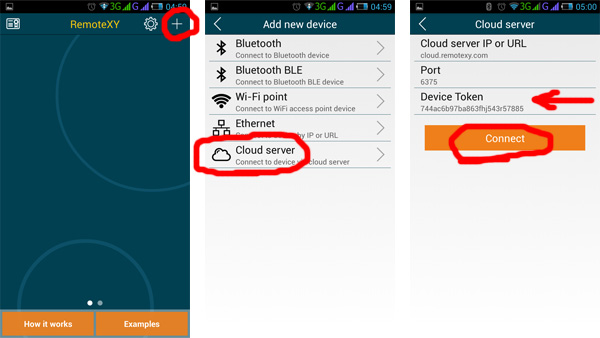 3G G 04:59
RemoteXY
How it works
Examples
3G G 04:59
Add new device
Bluetooth
Connect to Bluetooth device
Bluetooth BLE
Connect to Bluetooth BLE device
Wi-Fi point
Connect to WiFi access point device
Ethernet
by IP or URL
Cloud server
Connect to device cloud server
3G G 05:00
Cloud server
Cloud server IP or URL
cloud.remotexy.com
Port
6375
Device Token
744ac6b97ba863fhj543r57885
Connect